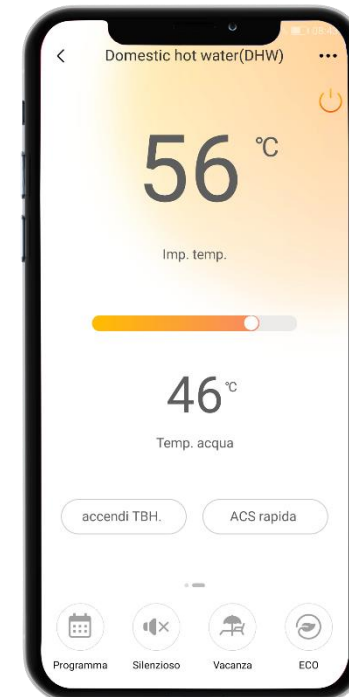 Domestic hot water(DHW)
56 °C
Imp. temp.
46 °C
Temp. acqua
accendi TBH. ACS rapida
Programma Silenzioso Vacanza ECO